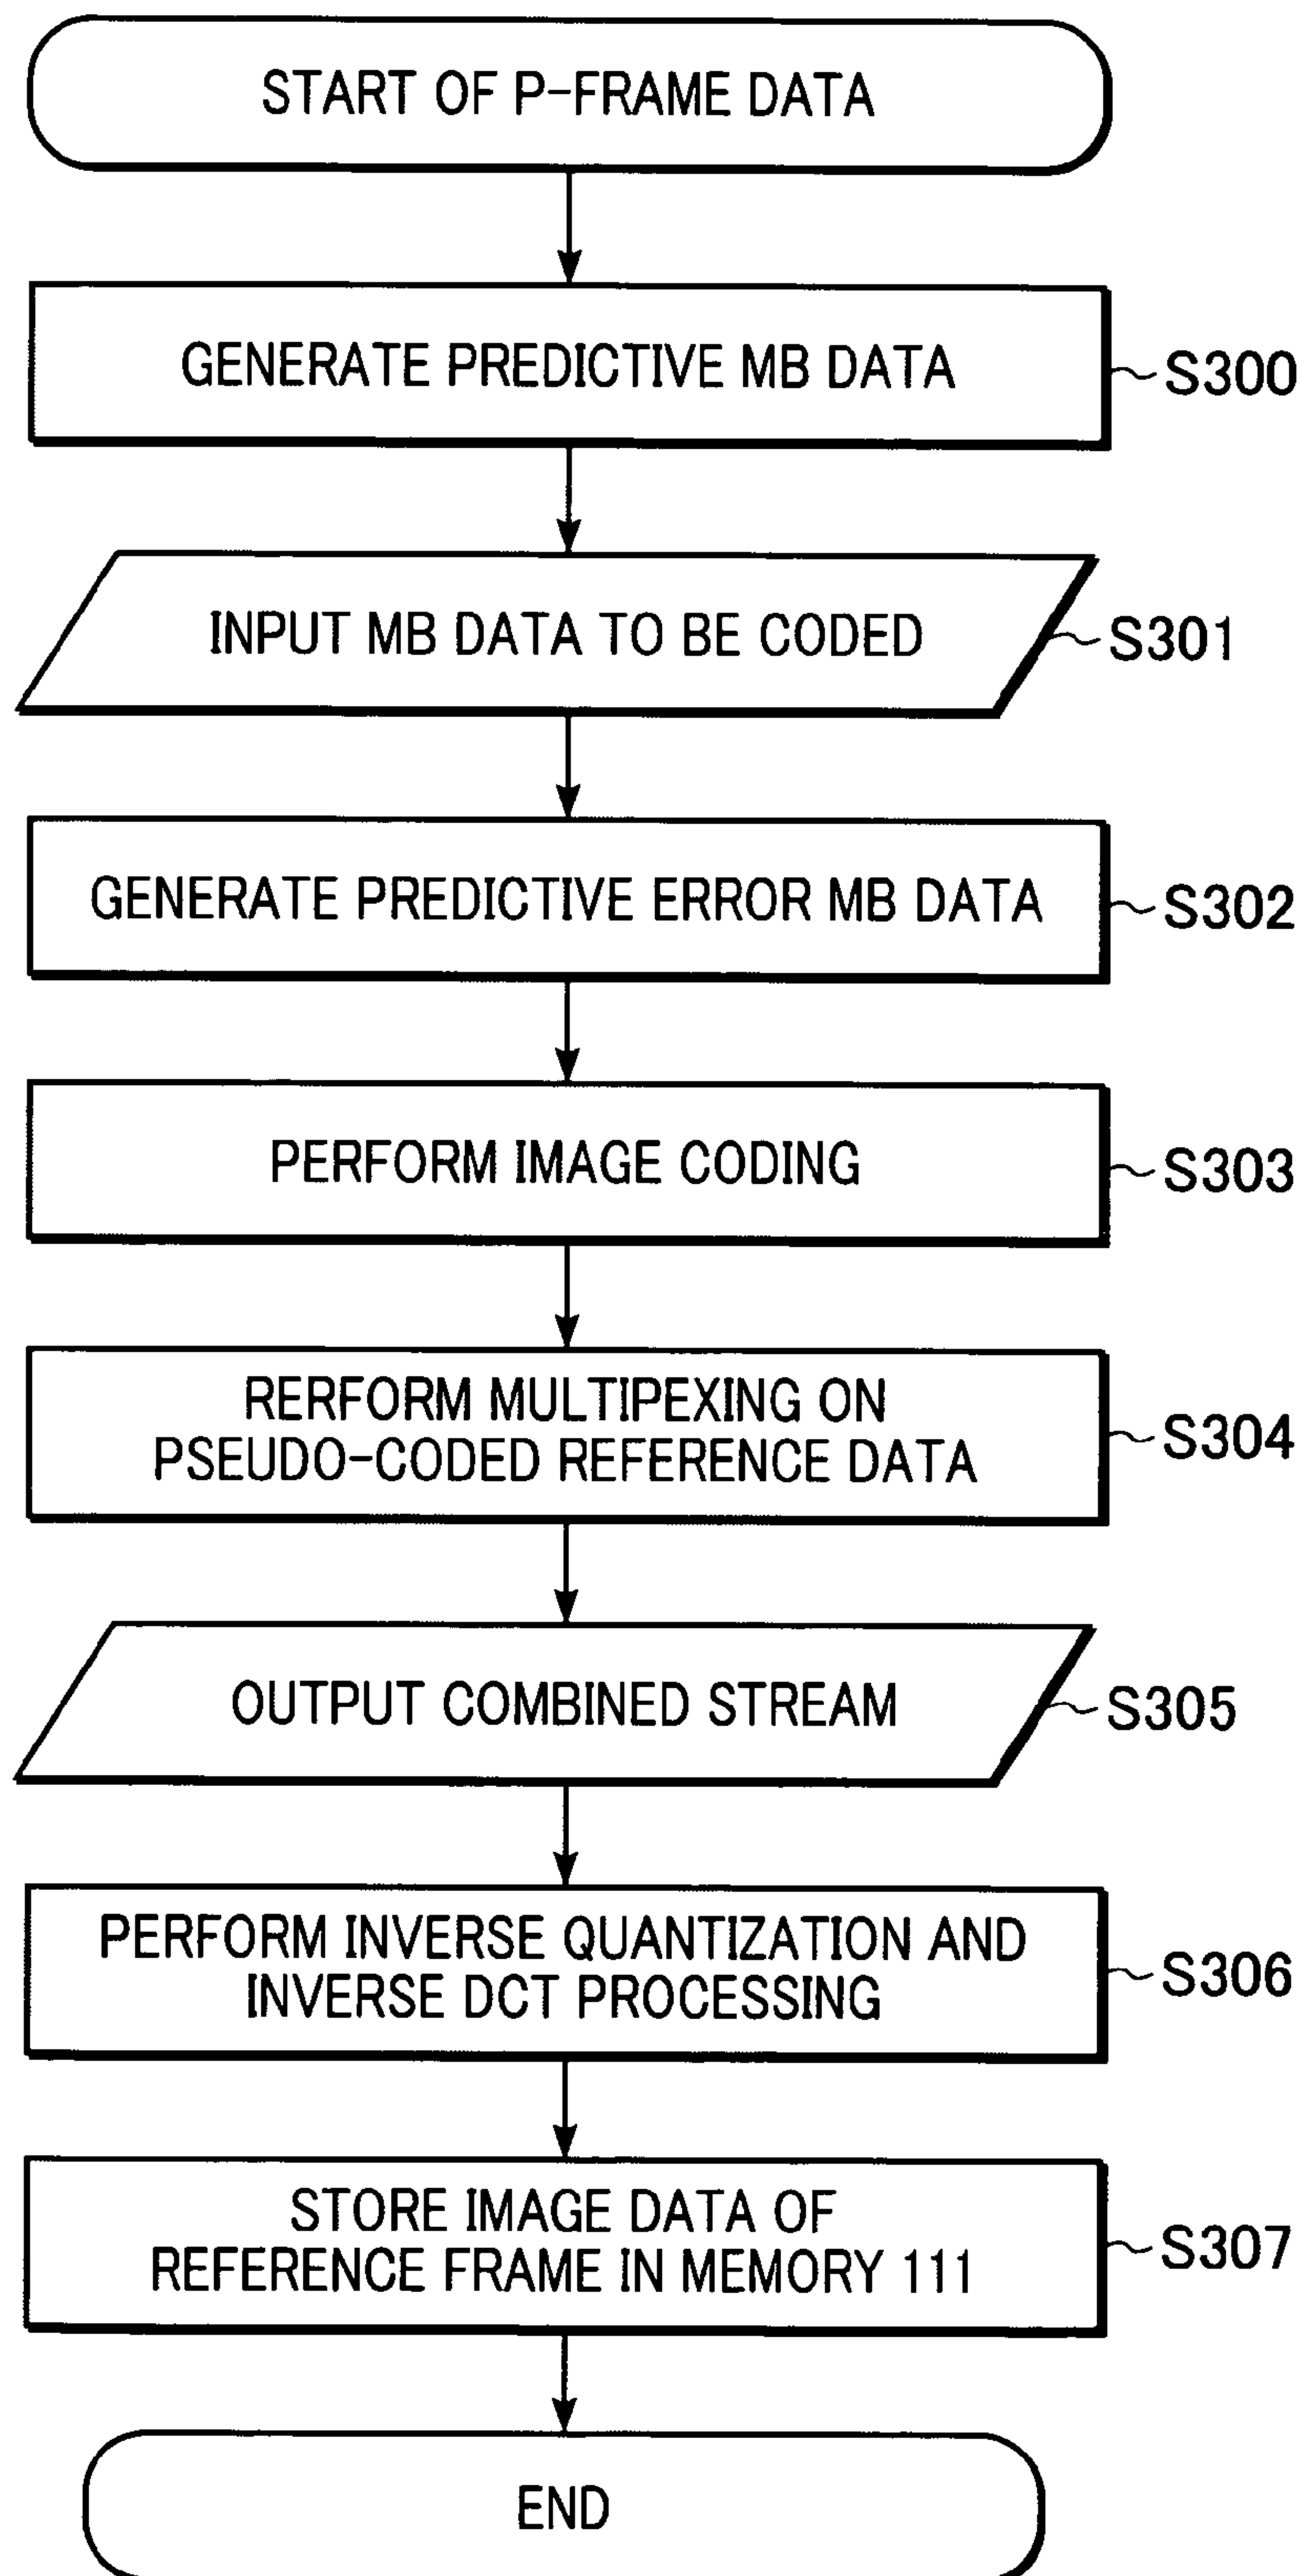 START OF P-FRAME DATA
GENERATE PREDICTIVE MB DATA
S300
INPUT MB DATA TO BE CODED
S301
GENERATE PREDICTIVE ERROR MB DATA
S302
PERFORM IMAGE CODING
S303
RERFORM MULTIPEXING ON
PSEUDO-CODED REFERENCE DATA
S304
OUTPUT COMBINED STREAM
S305
PERFORM INVERSE QUANTIZATION AND
INVERSE DCT PROCESSING
S306
STORE IMAGE DATA OF
REFERENCE FRAME IN MEMORY 111
S307
END